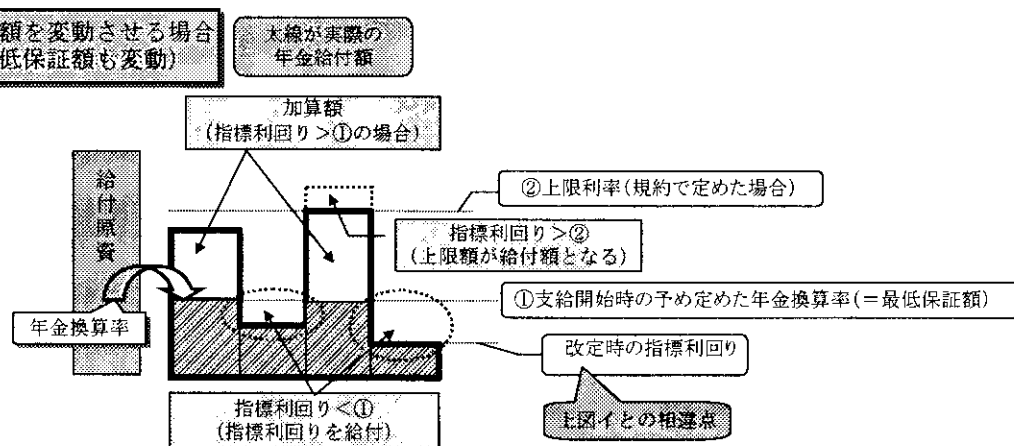 額を変動させる場合
低保証額も変動)
太線が実際の
年金給付額
加算額
(指標利回り>①の場合)
給付原資
②上限利率(規約で定めた場合)
指標利回り>②
(上限額が給付額となる)
①支給開始時の予め定めた年金換算率(=最低保証額)
年金換算率
改定時の指標利回り
指標利回り<①
(指標利回りを給付)
上図イとの相違点